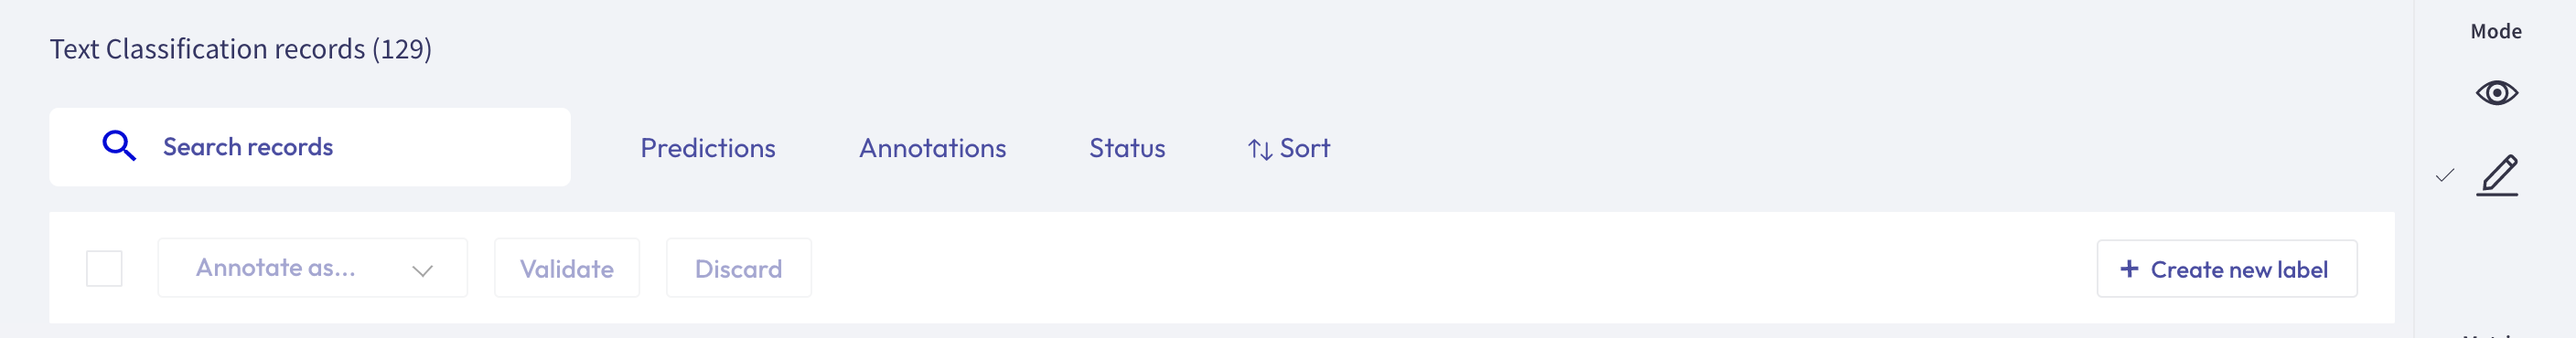 Text Classification records (129)
Mode
Search records
Predictions
Annotations
Status
Sort
Annotate as...
Validate
Discard
+ Create new label